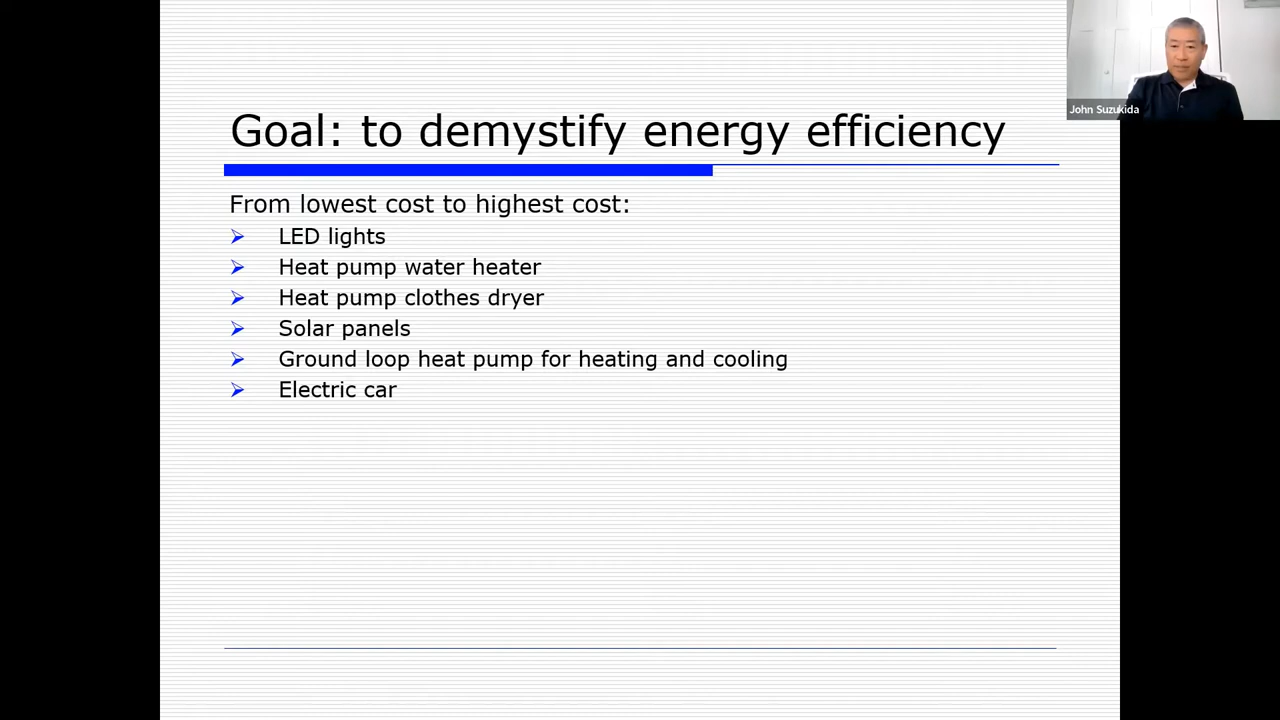 Goal: to demystify energy efficiency
From lowest cost to highest cost:
LED lights
Heat pump water heater
Heat pump clothes dryer
Solar panels
Ground loop heat pump for heating and cooling
Electric car
John Suzukida